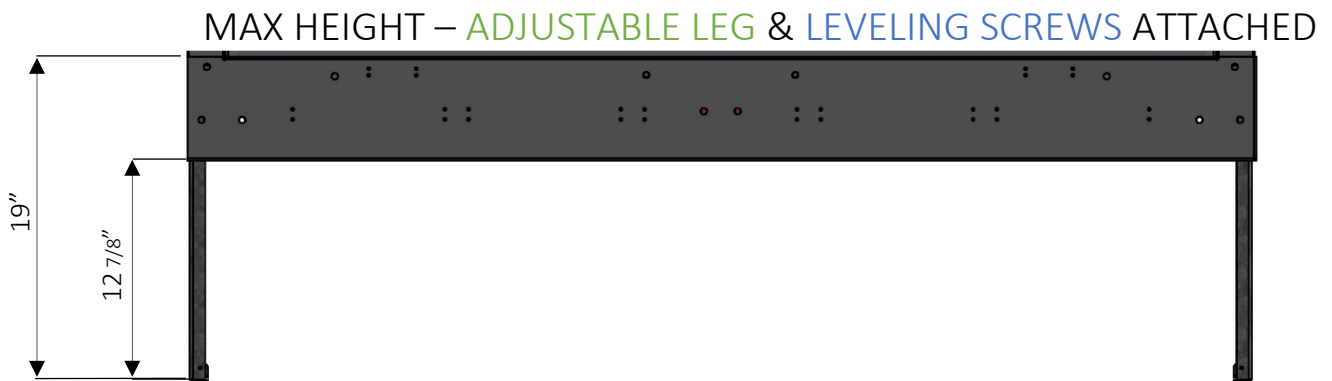 MAX HEIGHT – ADJUSTABLE LEG & LEVELING SCREWS ATTACHED
19”
12 7/8”